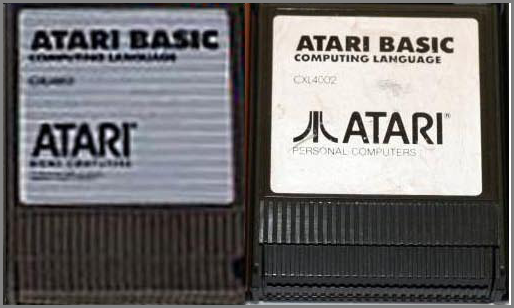 ATARI BASIC
COMPUTING LANGUAGE
ATARI
ATARI BASIC
COMPUTING LANGUAGE
CXL4002
ATARI®
PERSONAL COMPUTERS